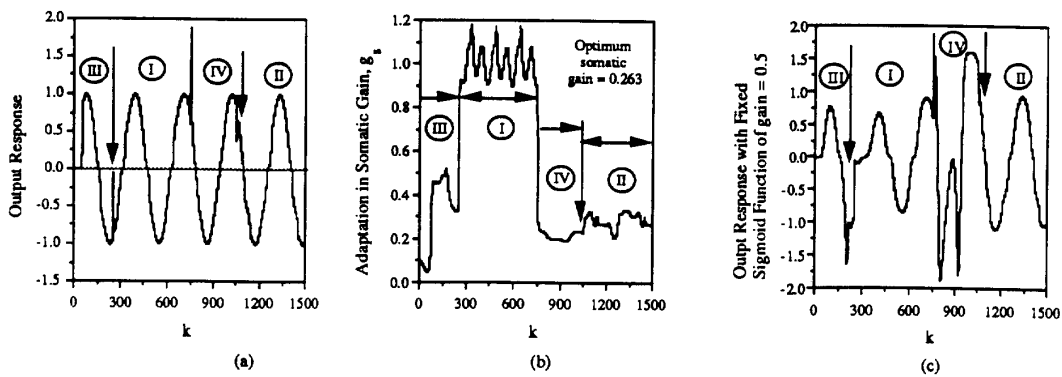 2.0
1.5
1.0
0.5
0.0
-0.5
-1.0
-1.5
Output Response
III
I
IV
II
0
300
600
900
1200
1500
k
(a)
1.2
1.0
0.8
0.6
0.4
0.2
0.0
Adaptation in Somatic Gain, g s
Optimum
somatic
gain = 0.263
III
I
IV
II
0
300
600
900
1200
1500
k
(b)
2.0
1.5
1.0
0.5
0.0
-0.5
-1.0
-1.5
-2.0
Outpt Response with Fixed
Sigmoid Function of gain = 0.5
III
I
IV
II
0
300
600
900
1200
1500
k
(c)